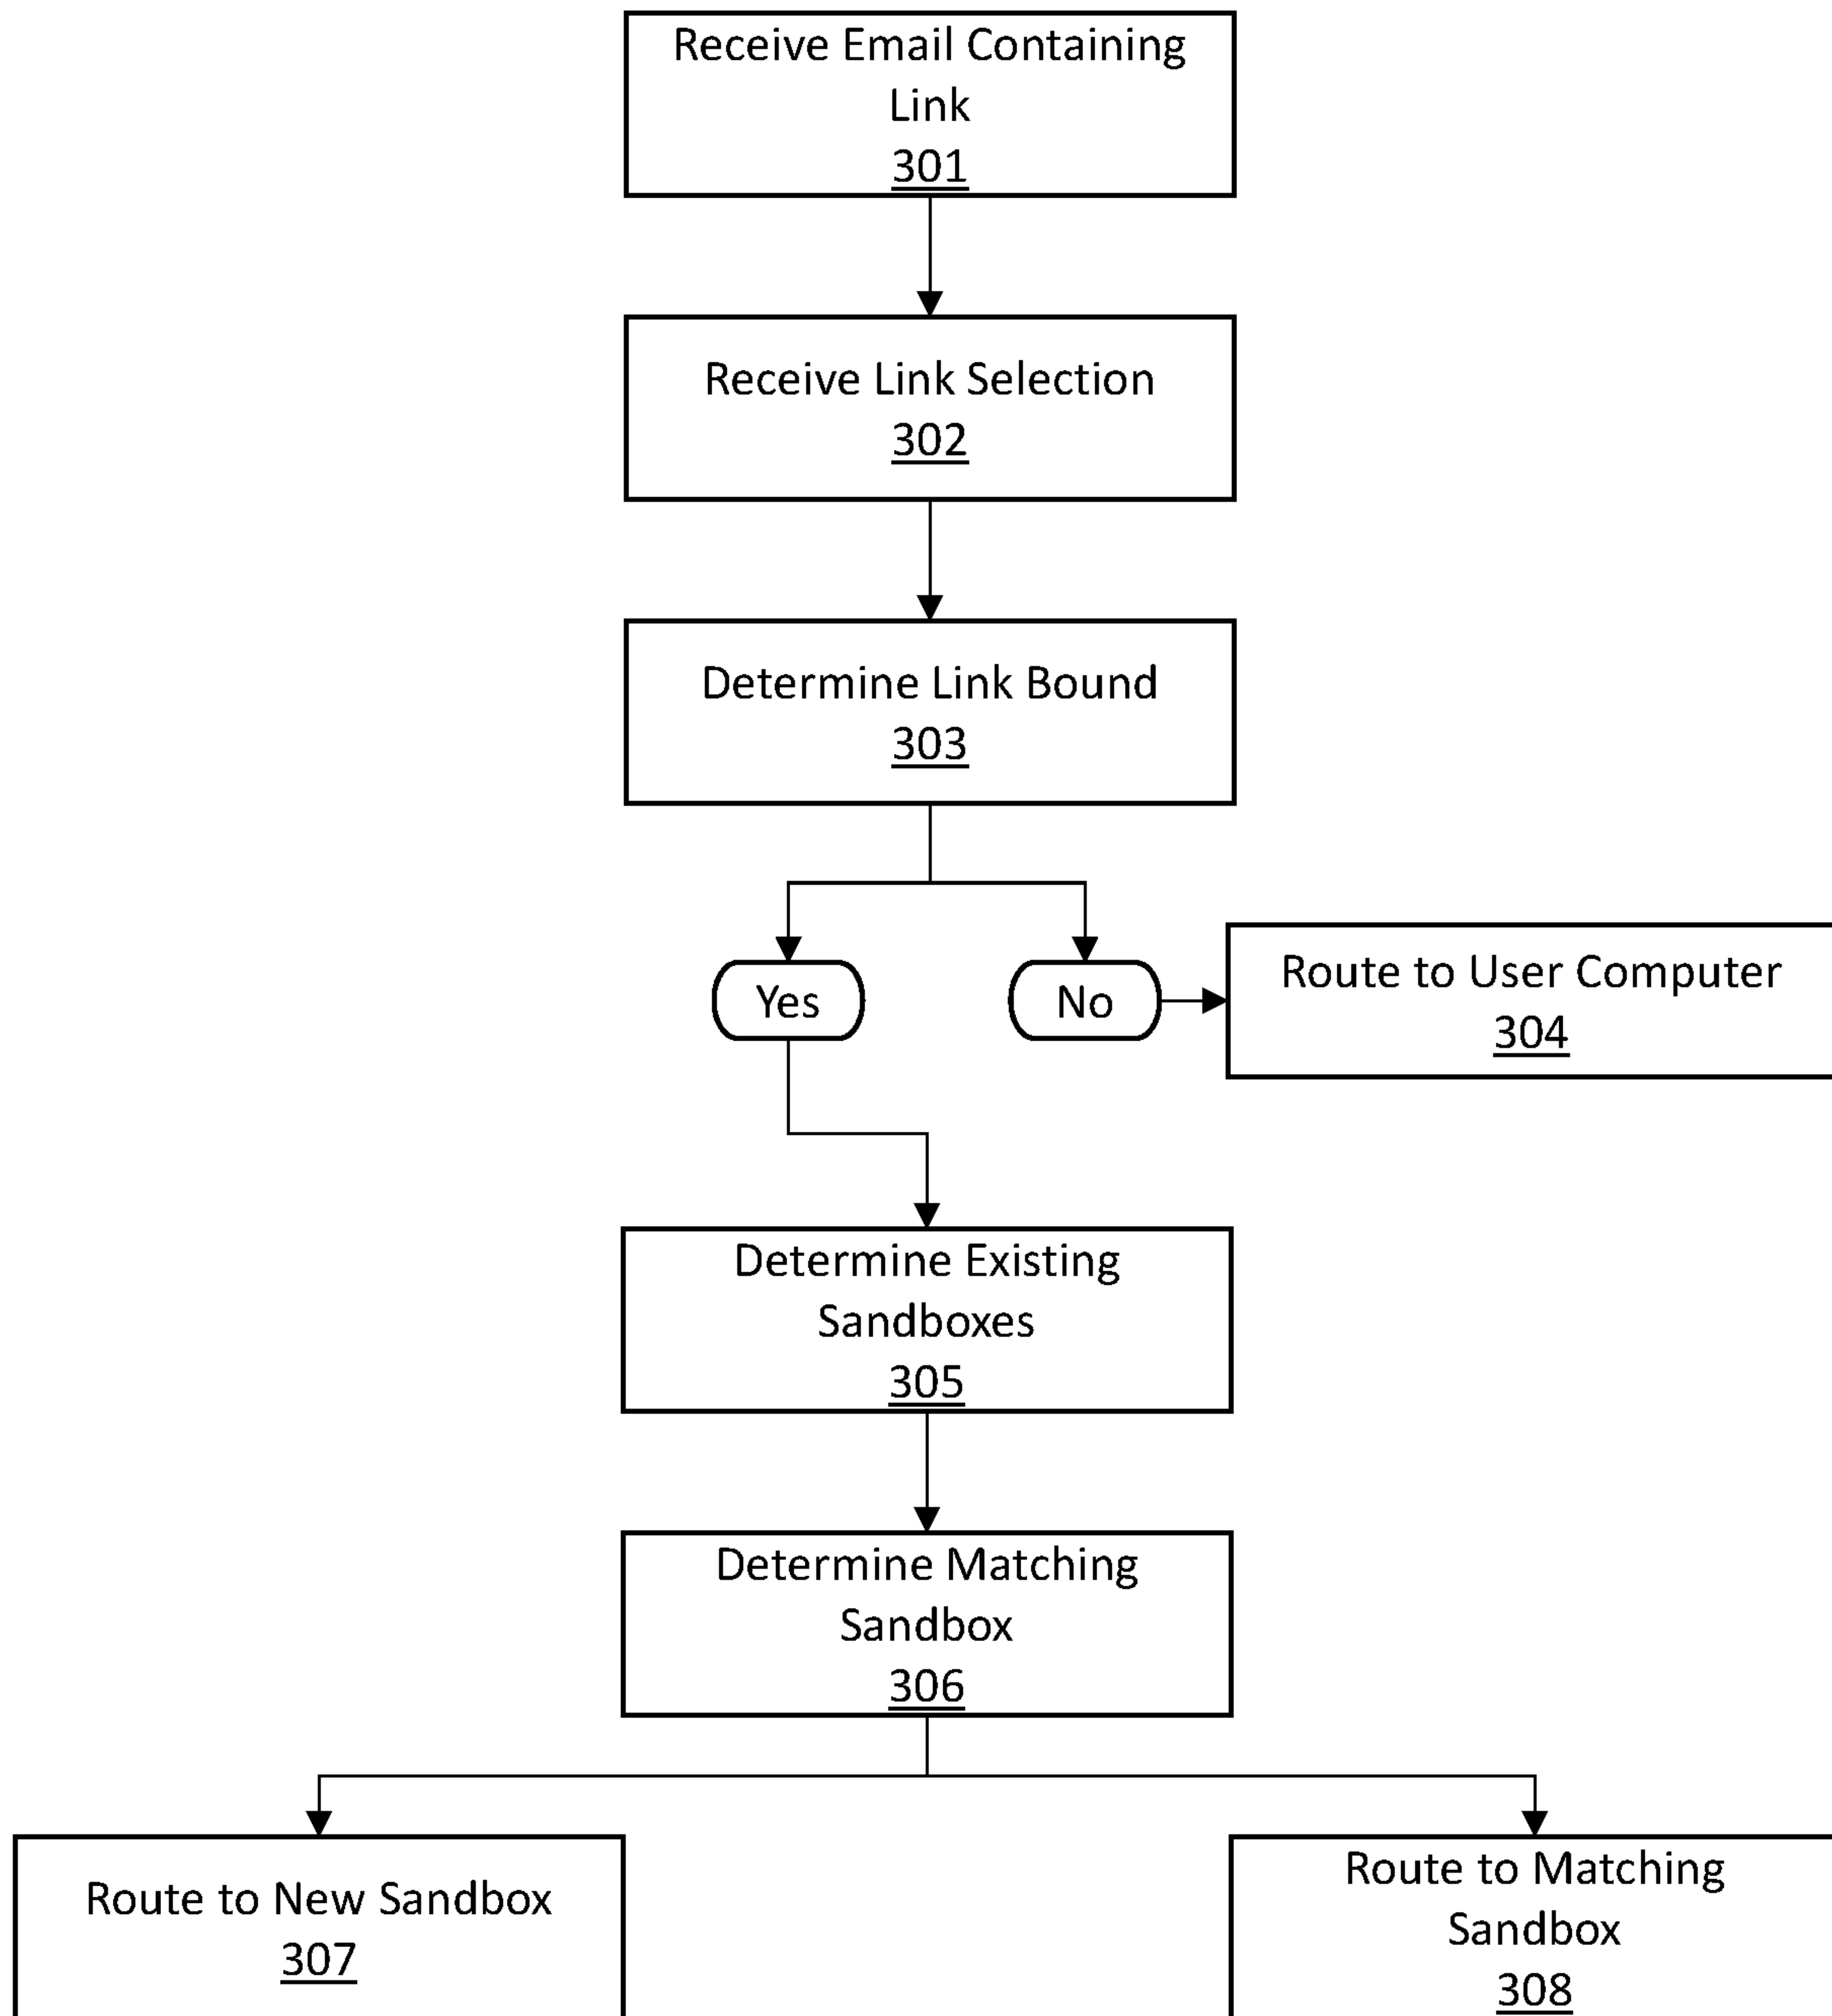 Receive Email Containing
Link
301
Receive Link Selection
302
Determine Link Bound
303
Yes
No
Route to User Computer
304
Determine Existing
Sandboxes
305
Determine Matching
Sandbox
306
Route to New Sandbox
307
Route to Matching
Sandbox
308